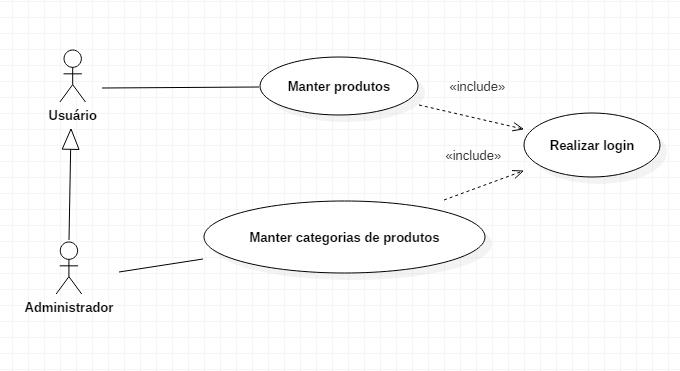 Usuário
Manter produtos
«include»
Realizar login
«include»
Manter categorias de produtos
Administrador